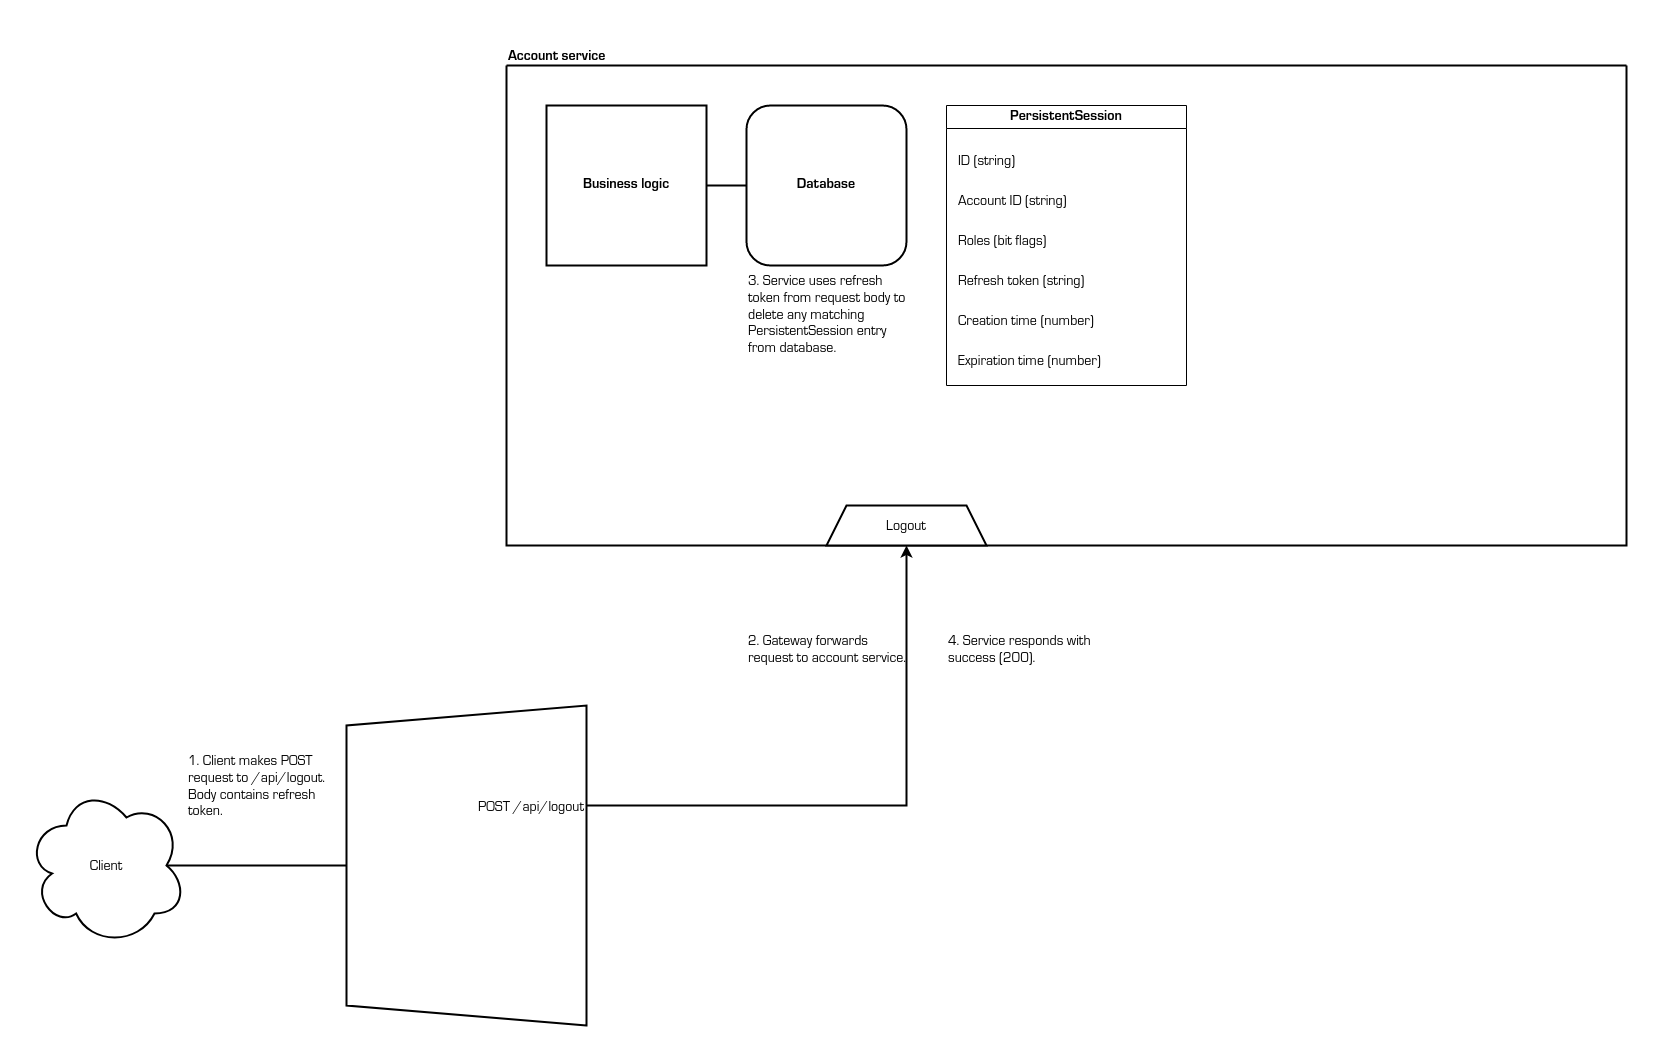 Account service
Business logic
Database
PersistentSession
ID (string)
Account ID (string)
Roles (bit flags)
Refresh token (string)
Creation time (number)
Expiration time (number)
3. Service uses refresh
token from request body to
delete any matching
PersistentSession entry
from database.
Logout
2. Gateway forwards
request to account service.
4. Service responds with
success (200).
1. Client makes POST
request to /api/logout.
Body contains refresh
token.
POST /api/logout
Client